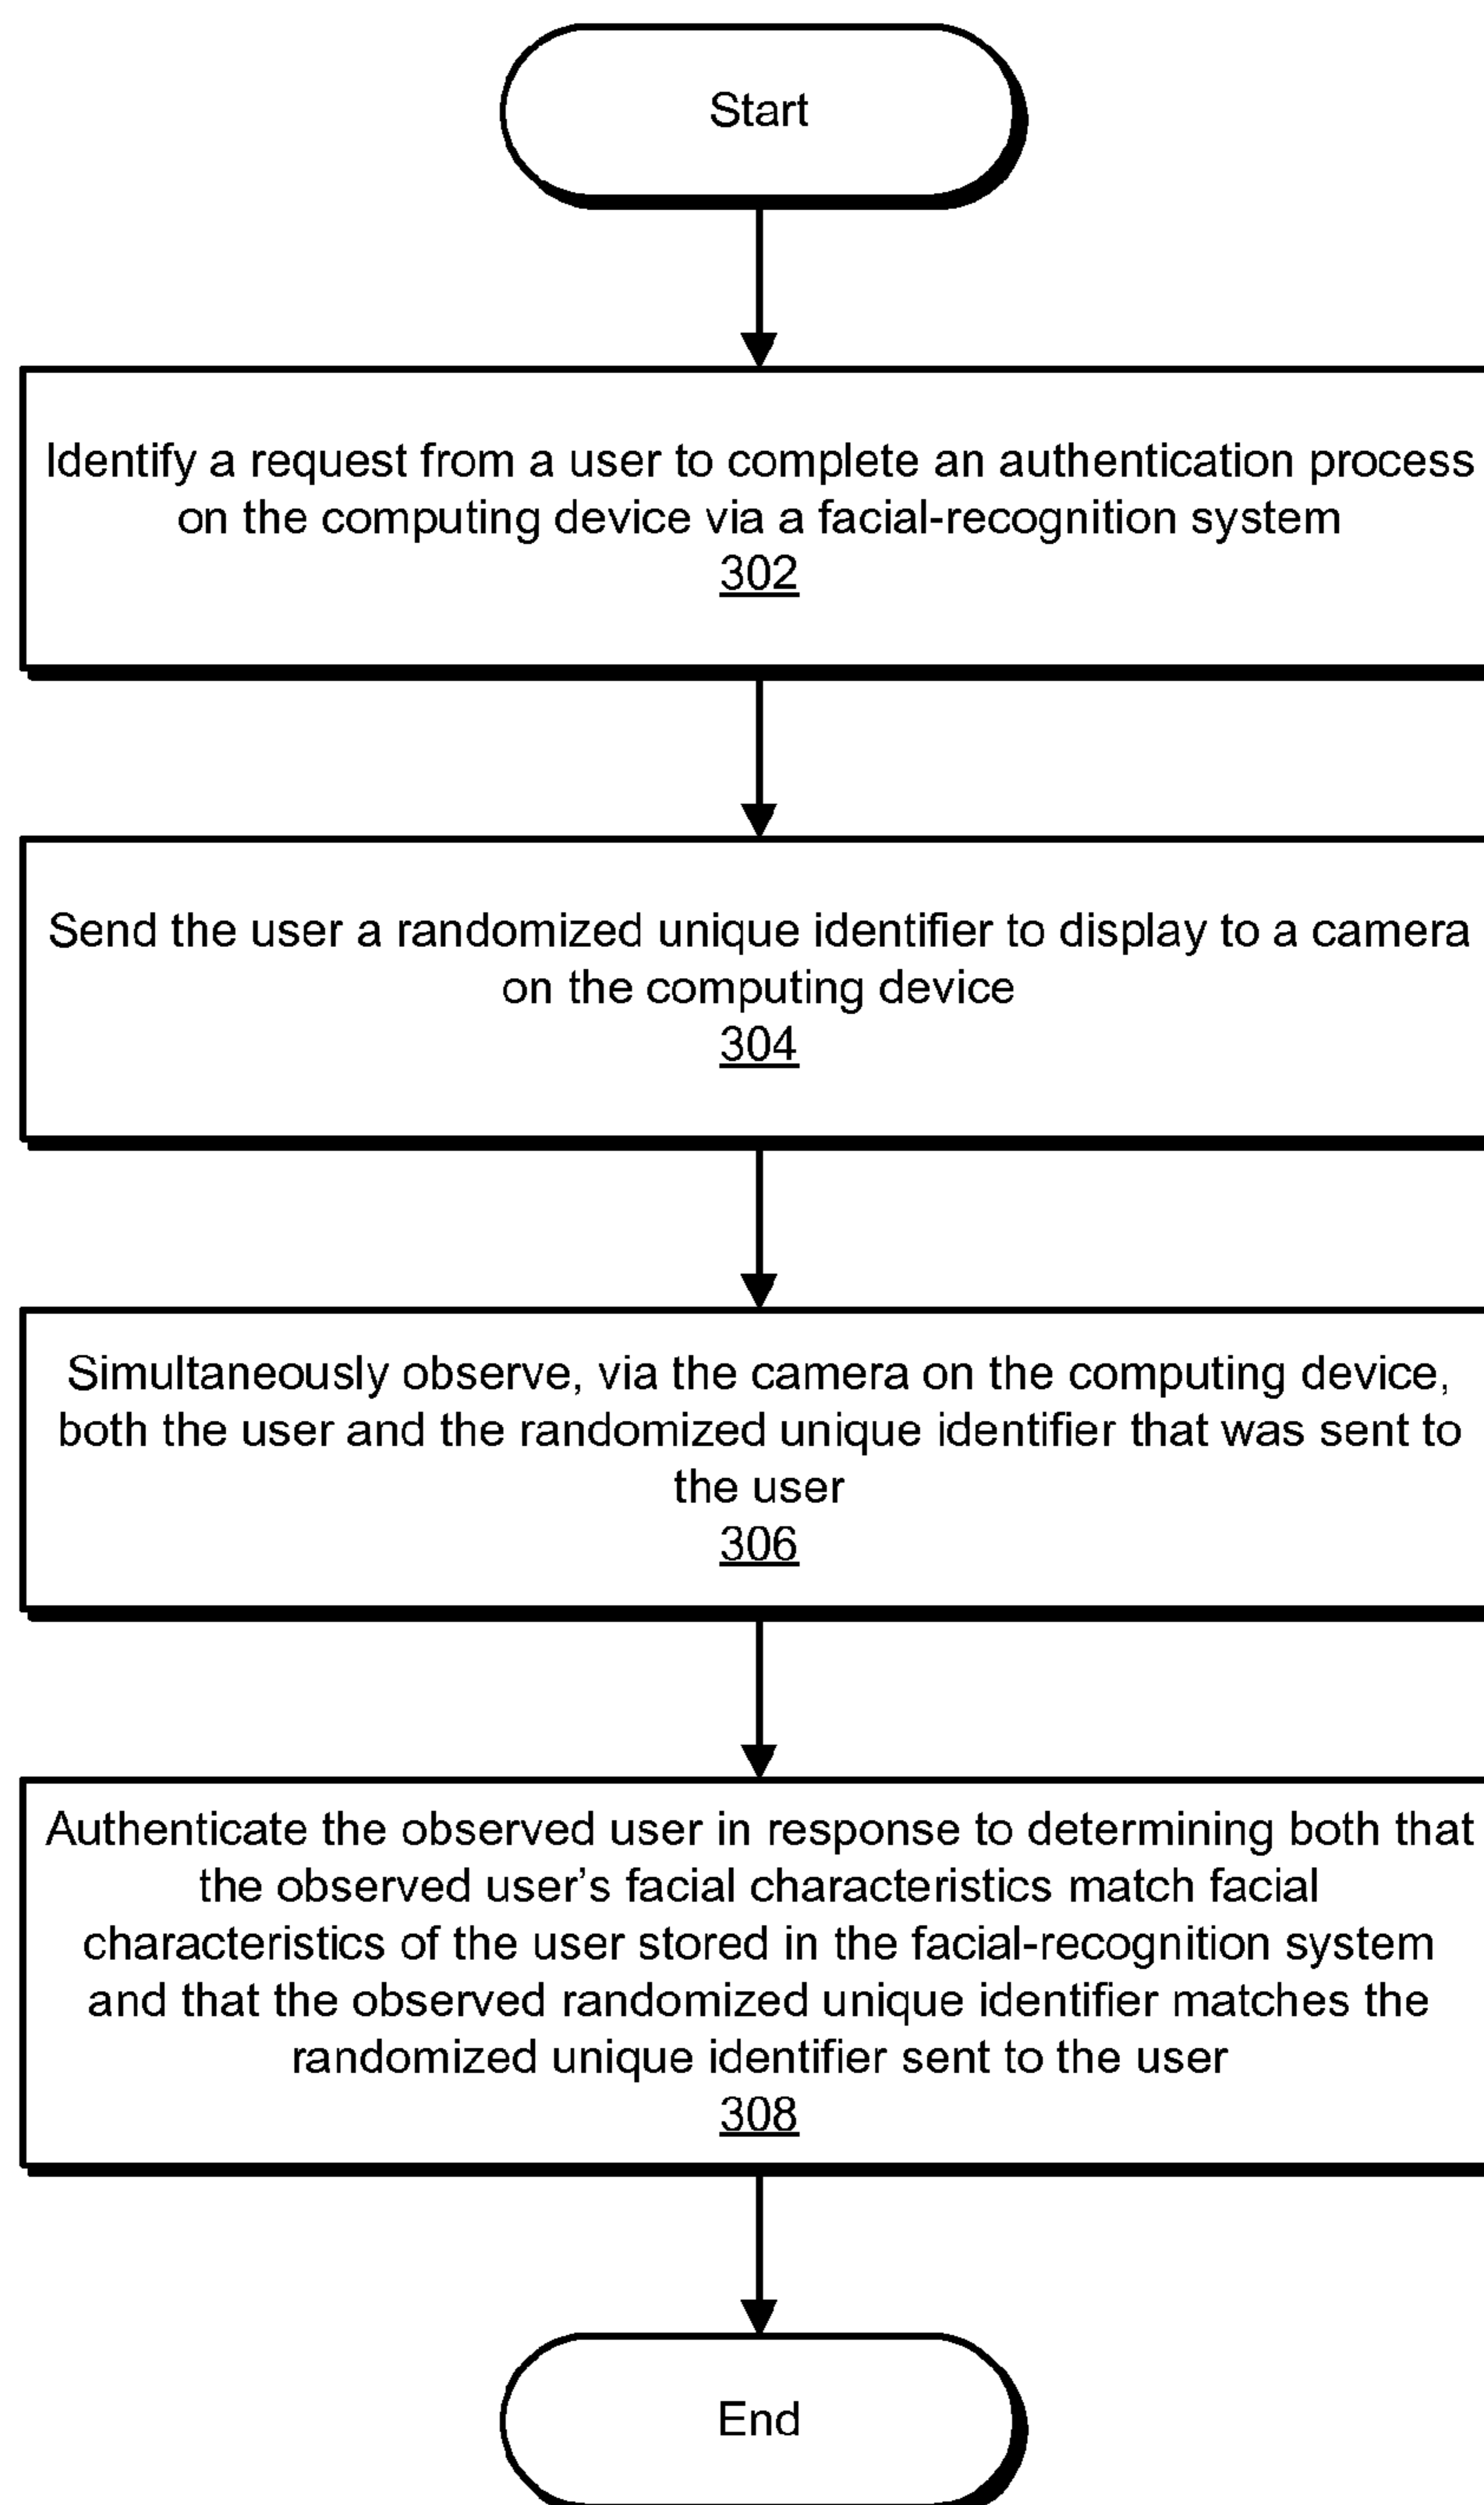 Start
Identify a request from a user to complete an authentication process
on the computing device via a facial-recognition system
302
Send the user a randomized unique identifier to display to a camera
on the computing device
304
Simultaneously observe, via the camera on the computing device,
both the user and the randomized unique identifier that was sent to
the user
306
Authenticate the observed user in response to determining both that
the observed user’s facial characteristics match facial
characteristics of the user stored in the facial-recognition system
and that the observed randomized unique identifier matches the
randomized unique identifier sent to the user
308
End